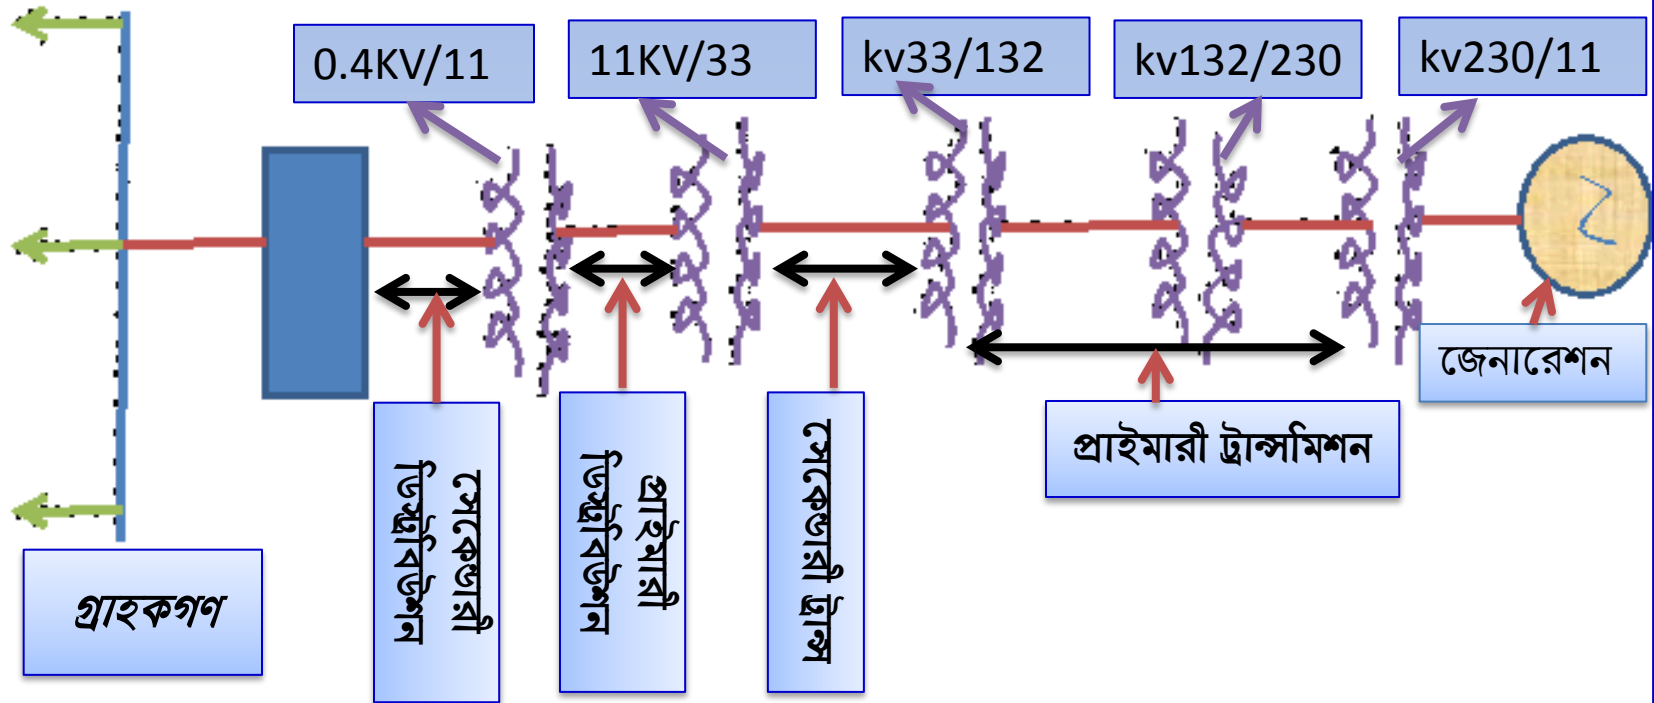 0.4KV/11
11KV/33
kv33/132
kv132/230
kv230/11
জেনারেশন
প্রাইমারী ট্রান্সমিশন
সেকেন্ডারী ট্রান্স
প্রাইমারী
ডিস্ট্রিবিউশন
সেকেন্ডারী
ডিস্ট্রিবিউশন
গ্রাহকগণ